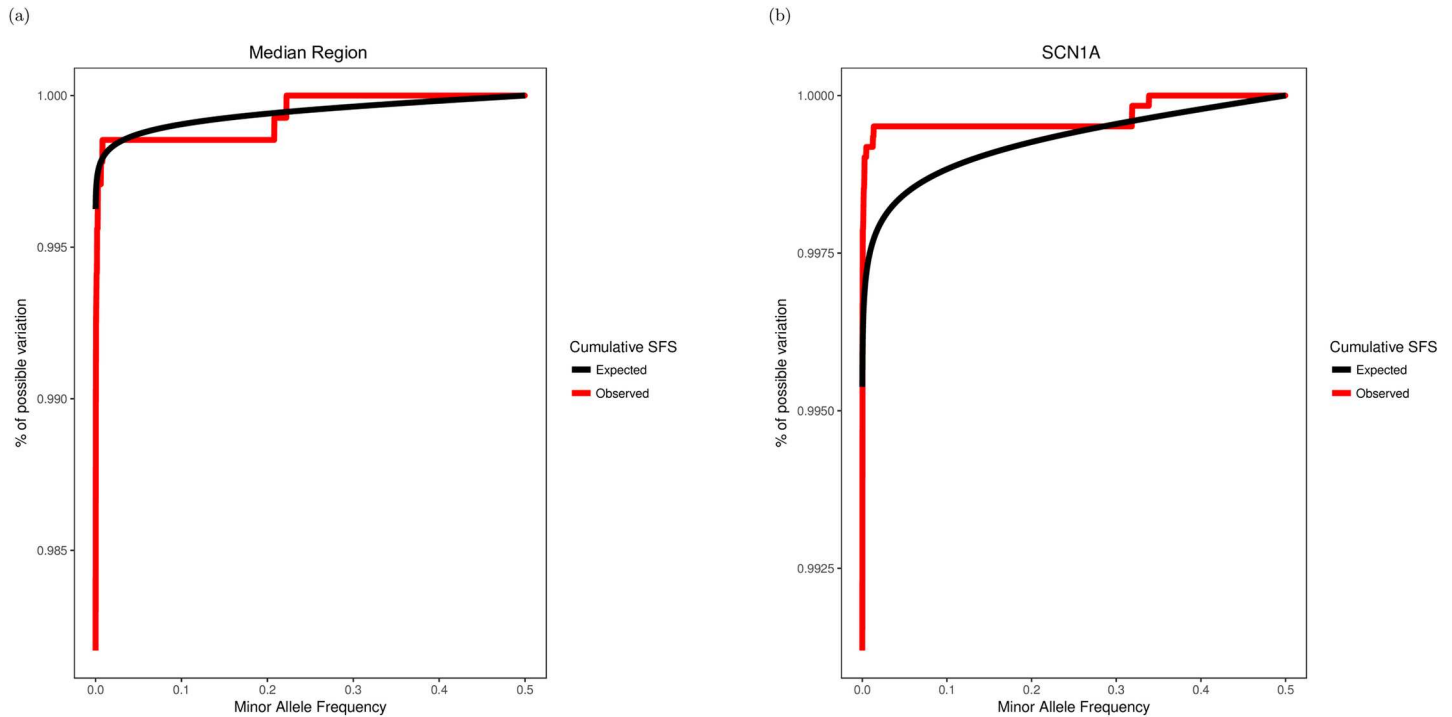 (a)
Median Region
1.000
0.995
0.990
0.985
% of possible variation
0.0 0.1 0.2 0.3 0.4 0.5
Minor Allele Frequency
Cumulative SFS
Expected
Observed
(b)
SCN1A
1.0000
0.9975
0.9950
0.9925
% of possible variation
0.0 0.1 0.2 0.3 0.4 0.5
Minor Allele Frequency
Cumulative SFS
Expected
Observed